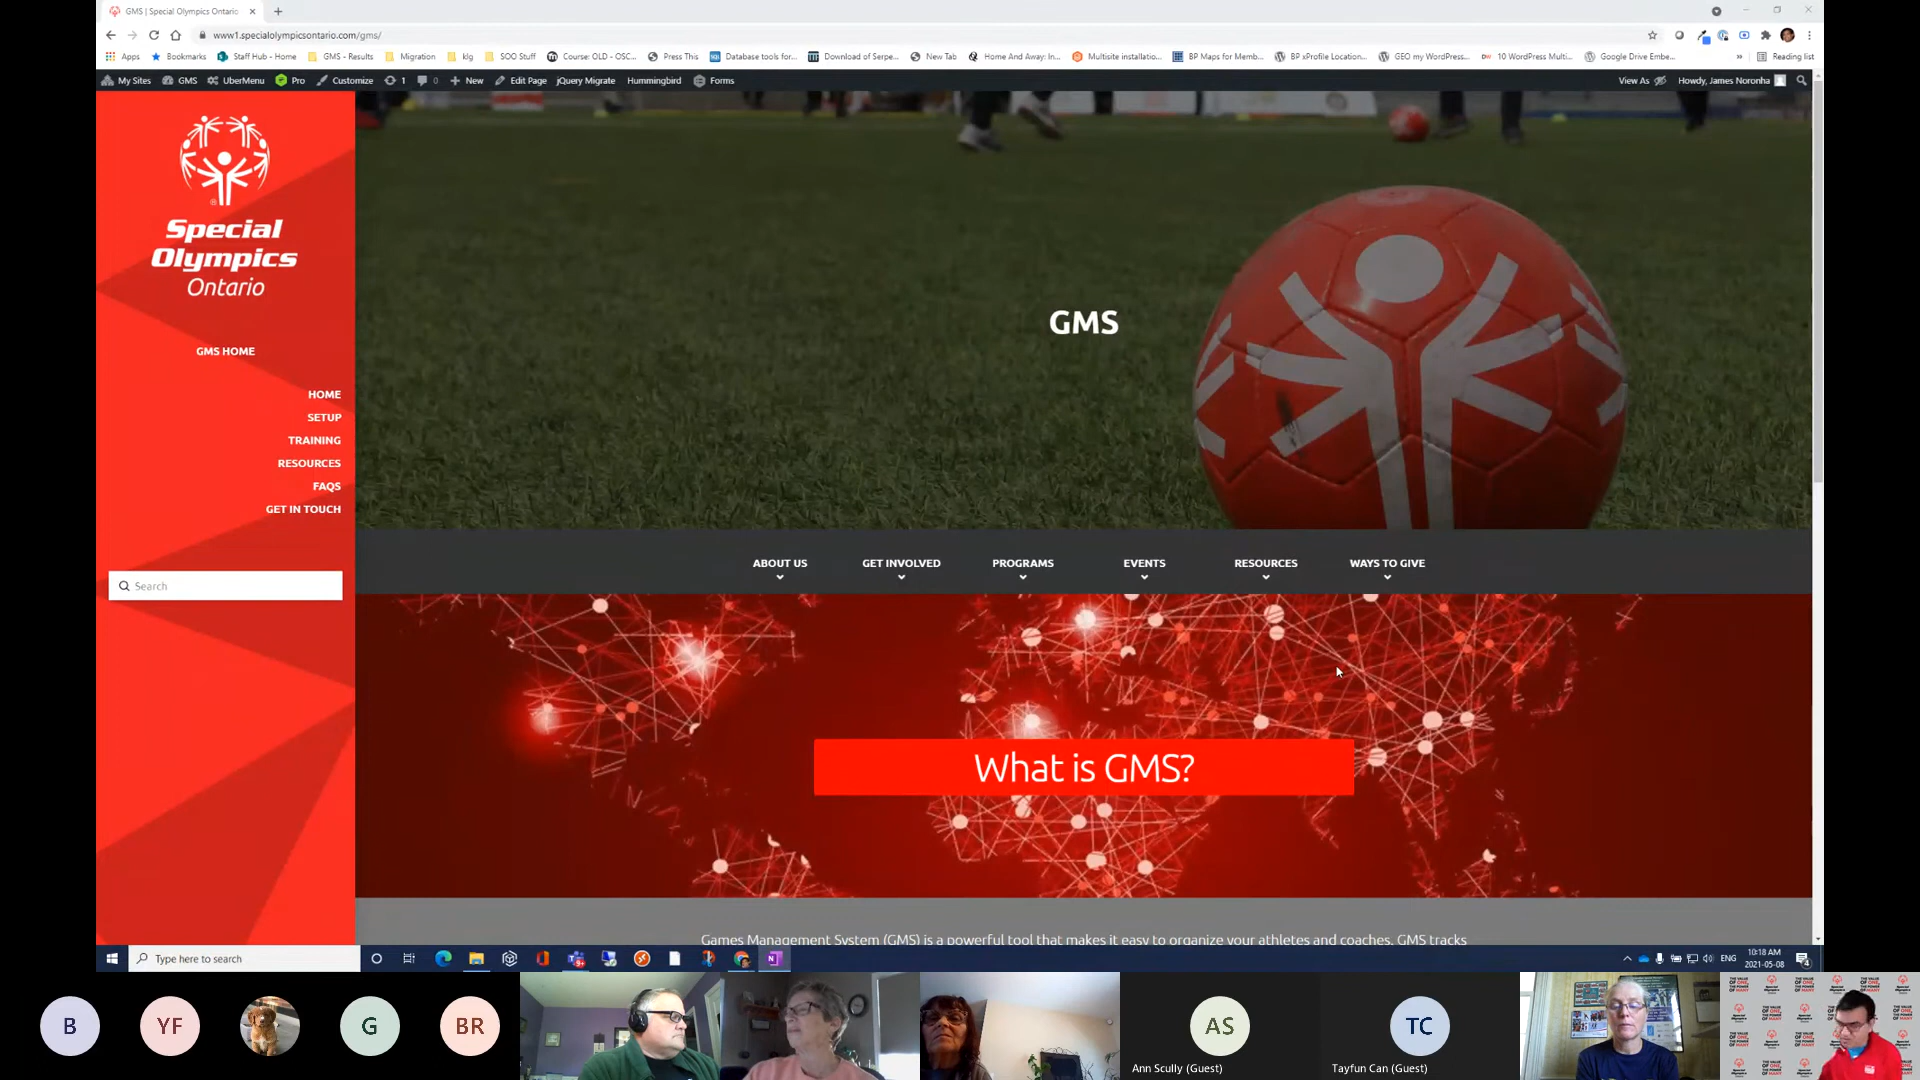 GMS | Special Olympics Ontario
www1.specialolympicsontario.com/gms/
Apps Bookmarks Staff Hub - Home GMS - Results Migration klg SOO Stuff Course: OLD - OSC... Press This Database tools for... Download of Serpe... New Tab Home And Away: In... Multisite installatio... BP Maps for Memb... BP xProfile Location... GEO my WordPress... 10 WordPress Multi... Google Drive Embe... » Reading list
My Sites GMS UberMenu Pro Customize 1 0 New Edit Page jQuery Migrate Hummingbird Forms View As Howdy, James Noronha
Special
Olympics
Ontario
GMS HOME
HOME
SETUP
TRAINING
RESOURCES
FAQS
GET IN TOUCH
Search
GMS
ABOUT US GET INVOLVED PROGRAMS EVENTS RESOURCES WAYS TO GIVE
What is GMS?
Games Management System (GMS) is a powerful tool that makes it easy to organize your athletes and coaches. GMS tracks
Type here to search
ENG
10:18 AM
2021-05-08
B YF G BR AS TC
Ann Scully (Guest) Tayfun Can (Guest)